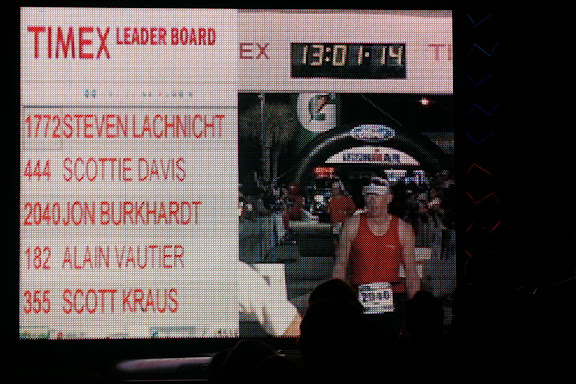 TIMEX LEADER BOARD
EX 13:01:14 TI
1772 STEVEN LACHNICHT
444 SCOTTIE DAVIS
2040 JON BURKHARDT
182 ALAIN VAUTIER
355 SCOTT KRAUS
G
IRONMAN
2040